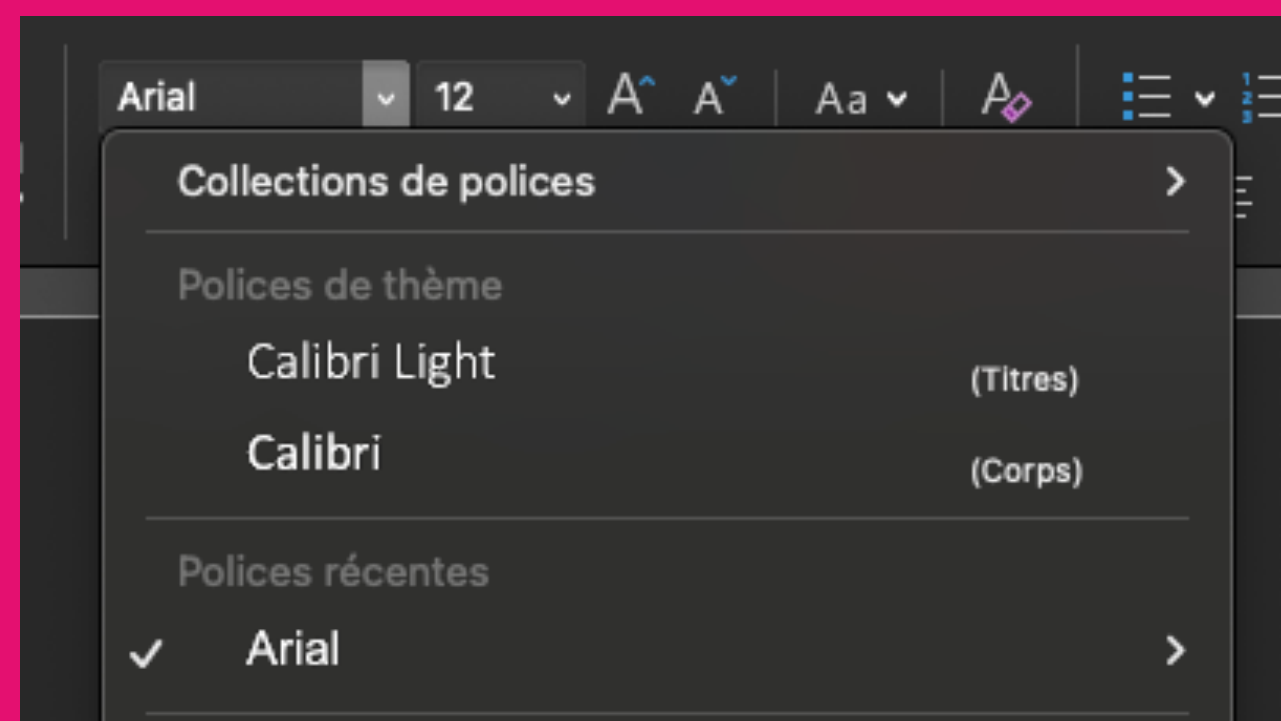 Arial 12 A A Aa A
Collections de polices
Polices de thème
Calibri Light (Titres)
Calibri (Corps)
Polices récentes
Arial